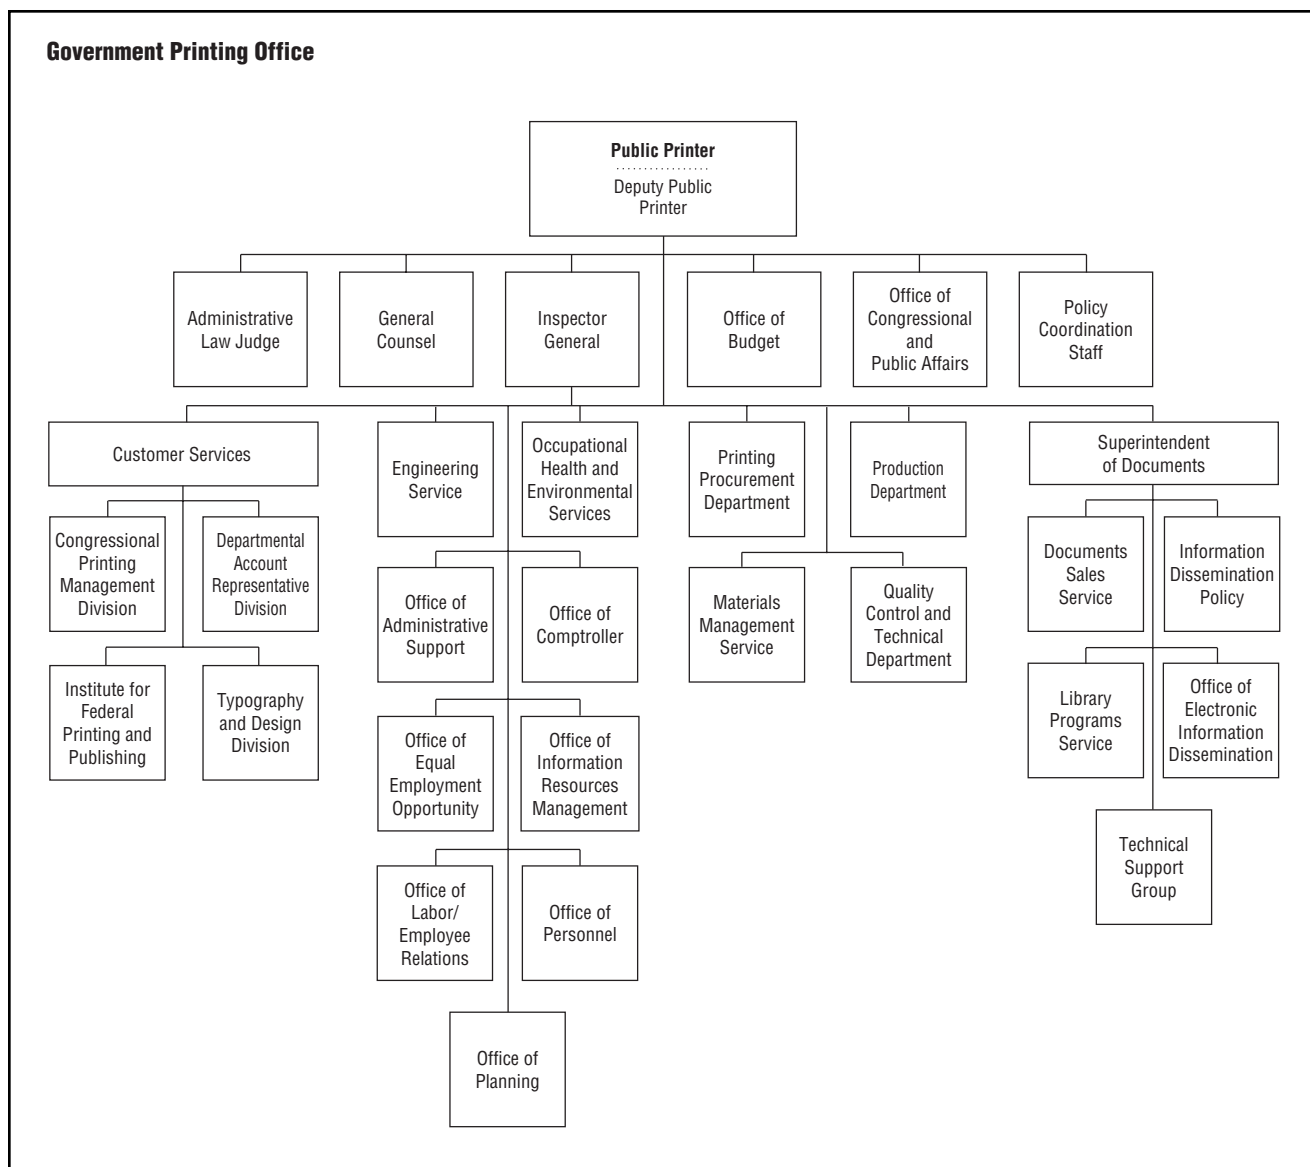 Government Printing Office
Public Printer
Deputy Public
Printer
Administrative
Law Judge
General
Counsel
Inspector
General
Office of
Budget
Office of
Congressional
and
Public Affairs
Policy
Coordination
Staff
Customer Services
Engineering
Service
Occupational
Health and
Environmental
Services
Printing
Procurement
Department
Production
Department
Superintendent
of Documents
Congressional
Printing
Management
Division
Departmental
Account
Representative
Division
Office of
Administrative
Support
Office of
Comptroller
Materials
Management
Service
Quality
Control and
Technical
Department
Documents
Sales
Service
Information
Dissemination
Policy
Institute for
Federal
Printing and
Publishing
Typography
and Design
Division
Office of
Equal
Employment
Opportunity
Office of
Information
Resources
Management
Library
Programs
Service
Office of
Electronic
Information
Dissemination
Office of
Labor/
Employee
Relations
Office of
Personnel
Technical
Support
Group
Office of
Planning